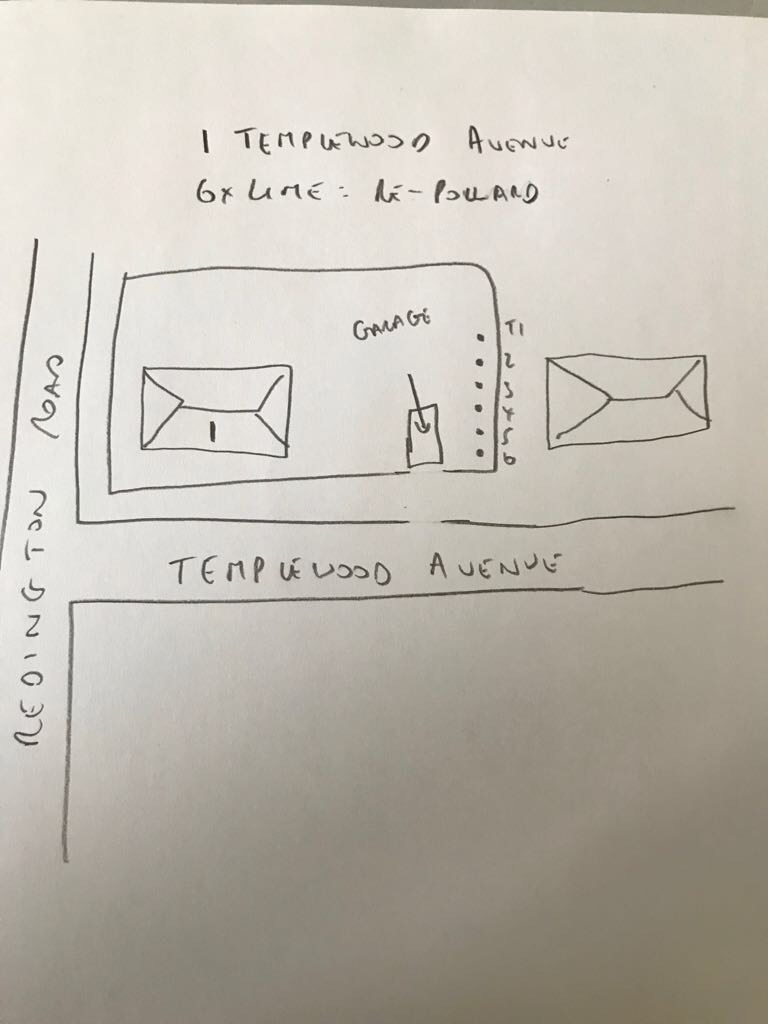 1 TEMPLEWOOD AVENUE
6x LIME: RE-POLLARD
GARAGE
T1
2
3
4
5
6
1
REDINGTON ROAD
TEMPLEWOOD AVENUE